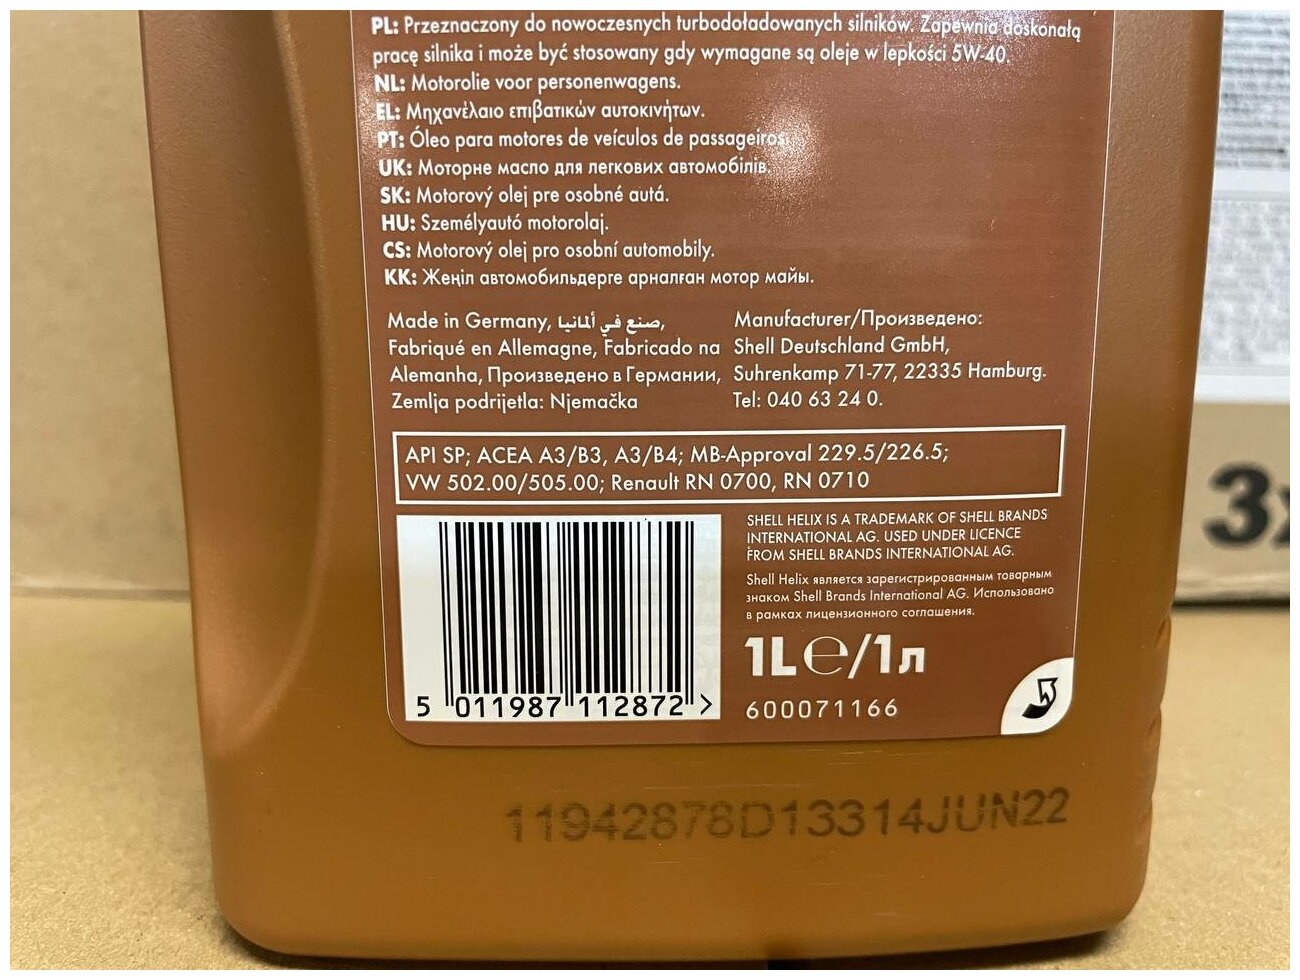 PL: Przeznaczony do nowoczesnych turbodoładowanych silników. Zapewnia doskonałą
pracę silnika i może być stosowany gdy wymagane są oleje w lepkości 5W-40.
NL: Motorolie voor personenwagens.
EL: Μηχανέλαιο επιβατικών αυτοκινήτων.
PT: Óleo para motores de veículos de passageiros.
UK: Моторне масло для легкових автомобілів.
SK: Motorový olej pre osobné autá.
HU: Személyautó motorolaj.
CS: Motorový olej pro osobní automobily.
KK: Жеңіл автомобильдерге арналған мотор майы.
Made in Germany, صنع في ألمانيا,
Fabriqué en Allemagne, Fabricado na
Alemanha, Произведено в Германии,
Zemlja podrijetla: Njemačka
Manufacturer/Произведено:
Shell Deutschland GmbH,
Suhrenkamp 71-77, 22335 Hamburg.
Tel: 040 63 24 0.
API SP; ACEA A3/B3, A3/B4; MB-Approval 229.5/226.5;
VW 502.00/505.00; Renault RN 0700, RN 0710
SHELL HELIX IS A TRADEMARK OF SHELL BRANDS
INTERNATIONAL AG. USED UNDER LICENCE
FROM SHELL BRANDS INTERNATIONAL AG.
Shell Helix является зарегистрированным товарным
знаком Shell Brands International AG. Использовано
в рамках лицензионного соглашения.
1L℮/1л
600071166
5 011987 112872 >
11942878D13314JUN22
3x